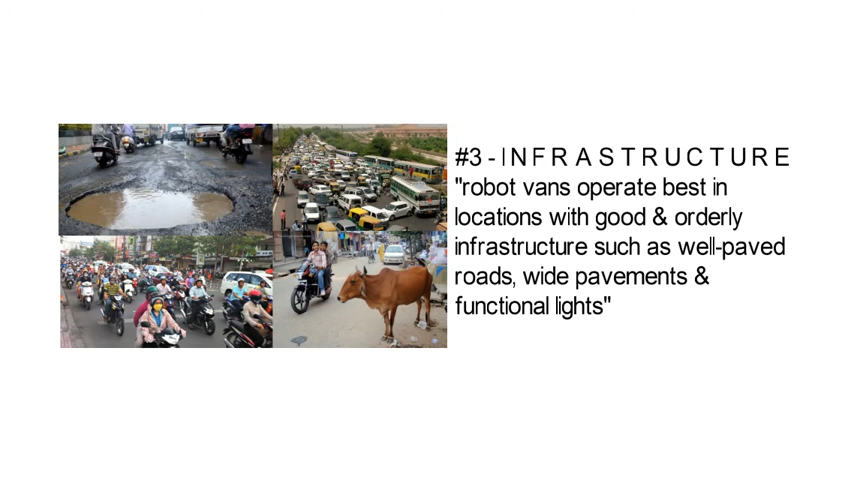 #3 - I N F R A S T R U C T U R E
"robot vans operate best in
locations with good & orderly
infrastructure such as well-paved
roads, wide pavements &
functional lights"